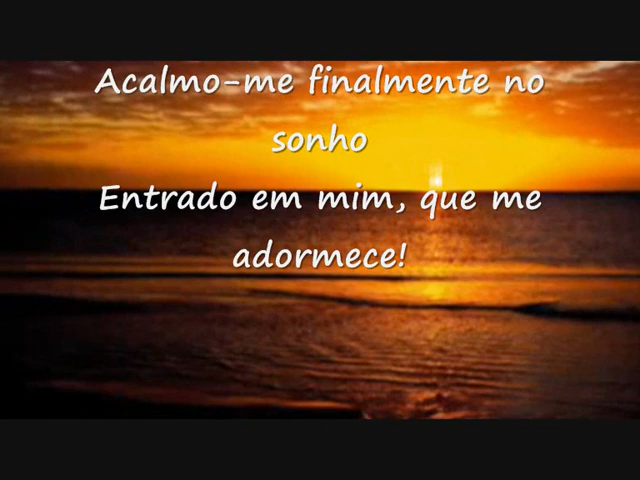 Acalmo-me finalmente no
sonho
Entrado em mim, que me
adormece!